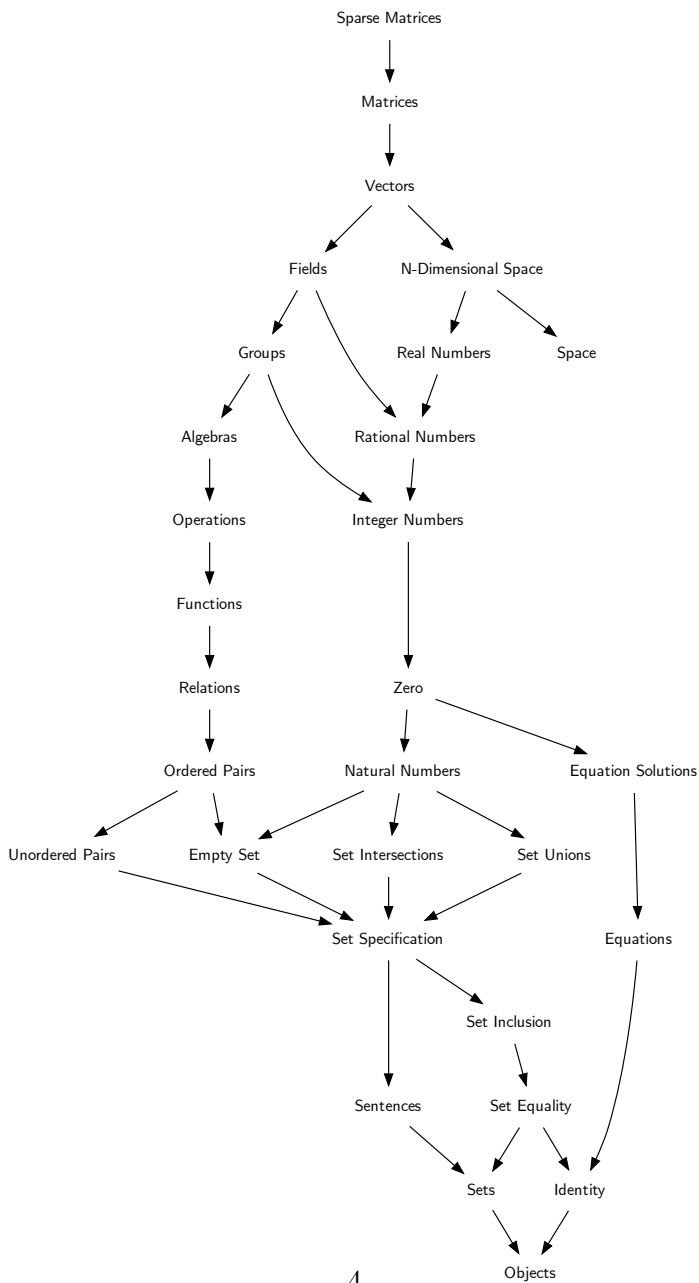 Sparse Matrices
Matrices
Vectors
Fields
N-Dimensional Space
Groups
Real Numbers
Space
Algebras
Rational Numbers
Operations
Integer Numbers
Functions
Relations
Zero
Ordered Pairs
Natural Numbers
Equation Solutions
Unordered Pairs
Empty Set
Set Intersections
Set Unions
Set Specification
Equations
Set Inclusion
Sentences
Set Equality
Sets
Identity
Objects
4